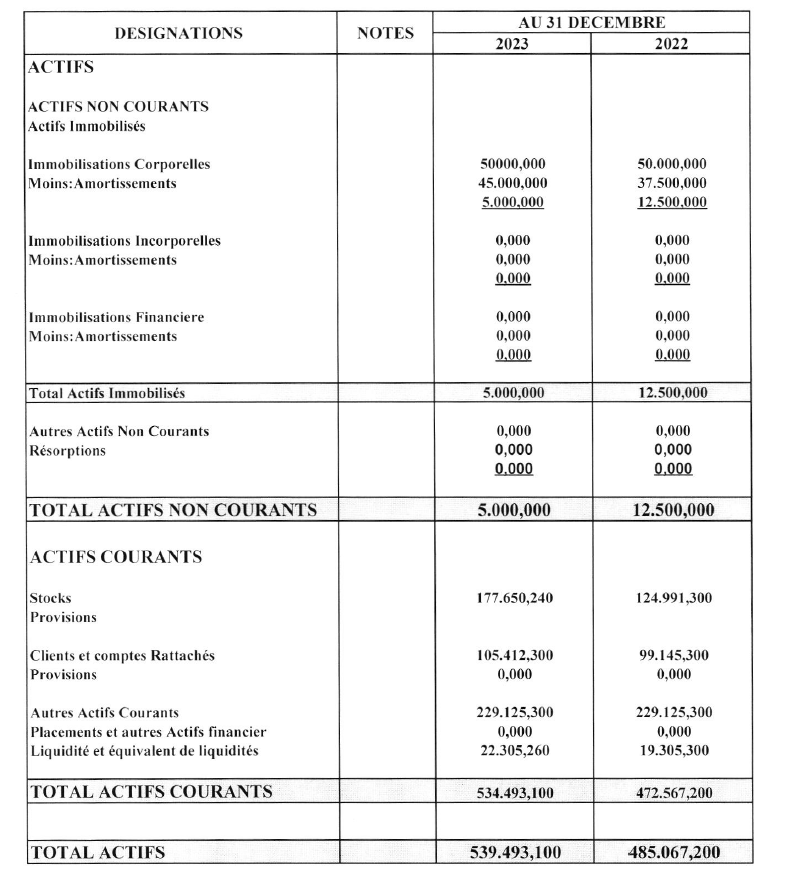 DESIGNATIONS NOTES AU 31 DECEMBRE
2023 2022
ACTIFS
ACTIFS NON COURANTS
Actifs Immobilisés
Immobilisations Corporelles 50000,000 50.000,000
Moins:Amortissements 45.000,000 37.500,000
5.000,000 12.500,000
Immobilisations Incorporelles 0,000 0,000
Moins:Amortissements 0,000 0,000
0,000 0,000
Immobilisations Financiere 0,000 0,000
Moins:Amortissements 0,000 0,000
0,000 0,000
Total Actifs Immobilisés 5.000,000 12.500,000
Autres Actifs Non Courants 0,000 0,000
Résorptions 0,000 0,000
0,000 0,000
TOTAL ACTIFS NON COURANTS 5.000,000 12.500,000
ACTIFS COURANTS
Stocks 177.650,240 124.991,300
Provisions
Clients et comptes Rattachés 105.412,300 99.145,300
Provisions 0,000 0,000
Autres Actifs Courants 229.125,300 229.125,300
Placements et autres Actifs financier 0,000 0,000
Liquidité et équivalent de liquidités 22.305,260 19.305,300
TOTAL ACTIFS COURANTS 534.493,100 472.567,200
TOTAL ACTIFS 539.493,100 485.067,200